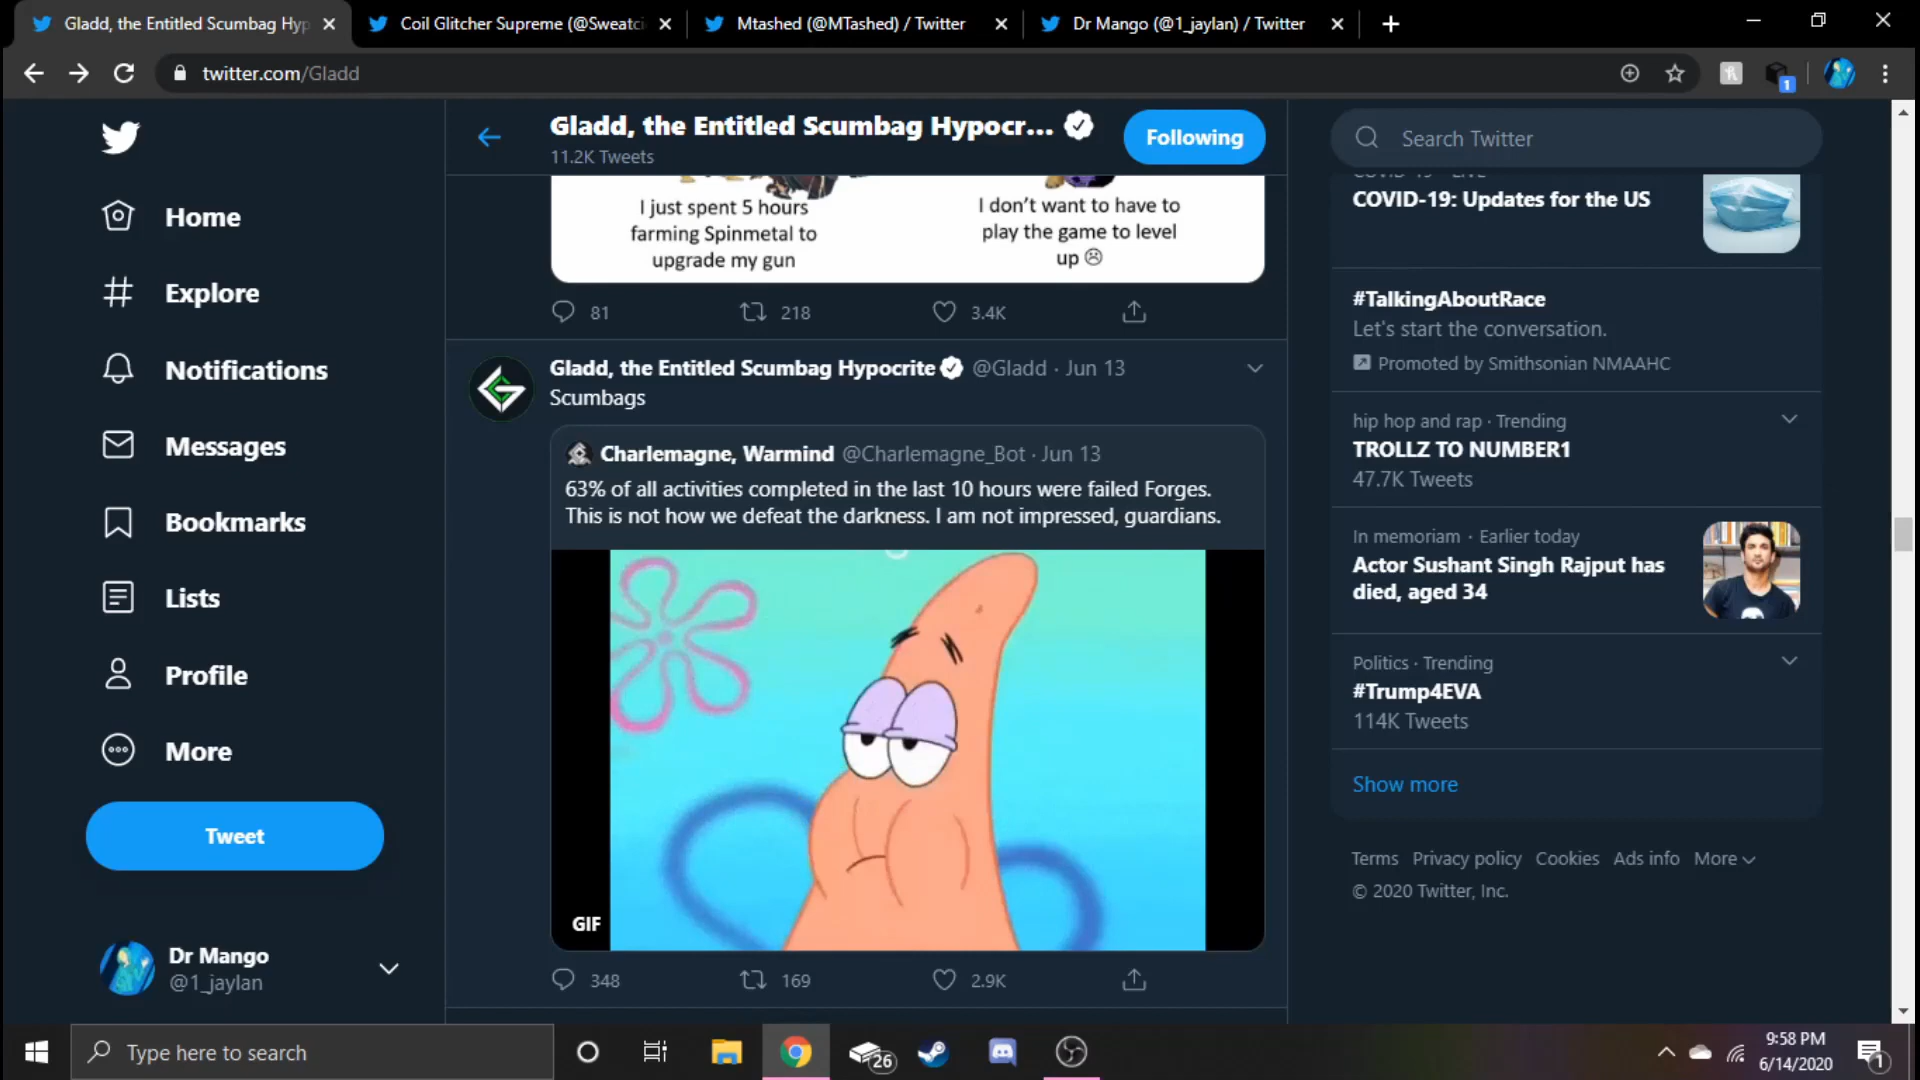 Gladd, the Entitled Scumbag Hyp
Coil Glitcher Supreme (@Sweatci
Mtashed (@MTashed) / Twitter
Dr Mango (@1_jaylan) / Twitter
twitter.com/Gladd
1
Gladd, the Entitled Scumbag Hypocr...
11.2K Tweets
Following
Search Twitter
Home
Explore
Notifications
Messages
Bookmarks
Lists
Profile
More
Tweet
Dr Mango
@1_jaylan
I just spent 5 hours
farming Spinmetal to
upgrade my gun
I don't want to have to
play the game to level
up ☹
81
218
3.4K
Gladd, the Entitled Scumbag Hypocrite @Gladd · Jun 13
Scumbags
Charlemagne, Warmind @Charlemagne_Bot · Jun 13
63% of all activities completed in the last 10 hours were failed Forges.
This is not how we defeat the darkness. I am not impressed, guardians.
GIF
348
169
2.9K
COVID-19: Updates for the US
#TalkingAboutRace
Let's start the conversation.
Promoted by Smithsonian NMAAHC
hip hop and rap · Trending
TROLLZ TO NUMBER1
47.7K Tweets
In memoriam · Earlier today
Actor Sushant Singh Rajput has
died, aged 34
Politics · Trending
#Trump4EVA
114K Tweets
Show more
Terms Privacy policy Cookies Ads info More
© 2020 Twitter, Inc.
Type here to search
26
9:58 PM
6/14/2020
1